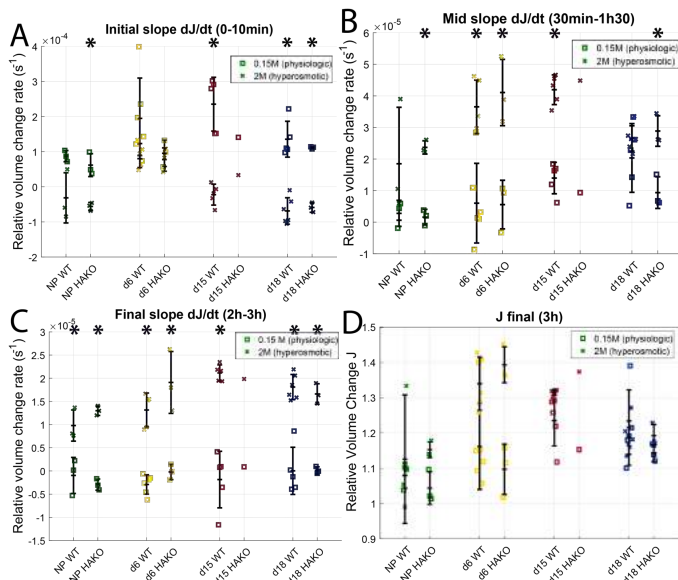 A
Initial slope dJ/dt (0-10min)
Relative volume change rate (s-1)
×10-4
4
3
2
1
0
-1
-2
0.15M (physiologic)
2M (hyperosmotic)
* * * *
NP WT
NP HAKO
d6 WT
d6 HAKO
d15 WT
d15 HAKO
d18 WT
d18 HAKO
B
Mid slope dJ/dt (30min-1h30)
Relative volume change rate (s-1)
×10-5
6
5
4
3
2
1
0
-1
0.15M (physiologic)
2M (hyperosmotic)
* * * * *
NP WT
NP HAKO
d6 WT
d6 HAKO
d15 WT
d15 HAKO
d18 WT
d18 HAKO
C
Final slope dJ/dt (2h-3h)
Relative volume change rate (s-1)
×10-5
3
2.5
2
1.5
1
0.5
0
-0.5
-1
-1.5
0.15 M (physiologic)
2M (hyperosmotic)
* * * * * * *
NP WT
NP HAKO
d6 WT
d6 HAKO
d15 WT
d15 HAKO
d18 WT
d18 HAKO
D
J final (3h)
Relative Volume Change J
1.5
1.4
1.3
1.2
1.1
1
0.9
0.15M (physiologic)
2M (hyperosmotic)
NP WT
NP HAKO
d6 WT
d6 HAKO
d15 WT
d15 HAKO
d18 WT
d18 HAKO